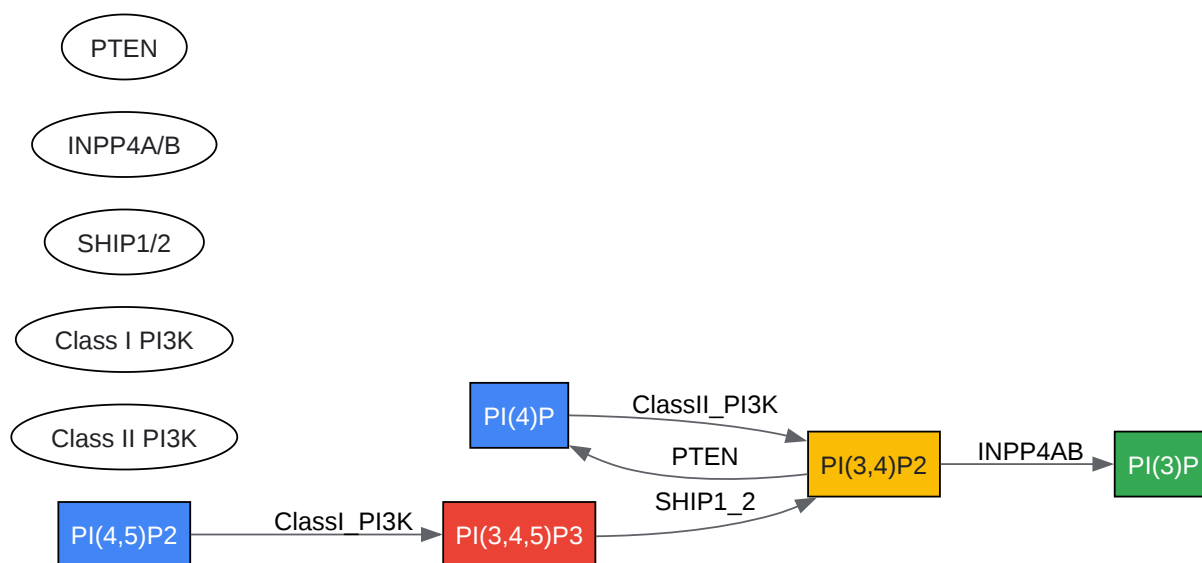 PTEN
INPP4A/B
SHIP1/2
Class I PI3K
Class II PI3K
PI(4)P
ClassII_PI3K
PTEN
PI(3,4)P2
INPP4AB
PI(3)P
SHIP1_2
PI(4,5)P2
ClassI_PI3K
PI(3,4,5)P3